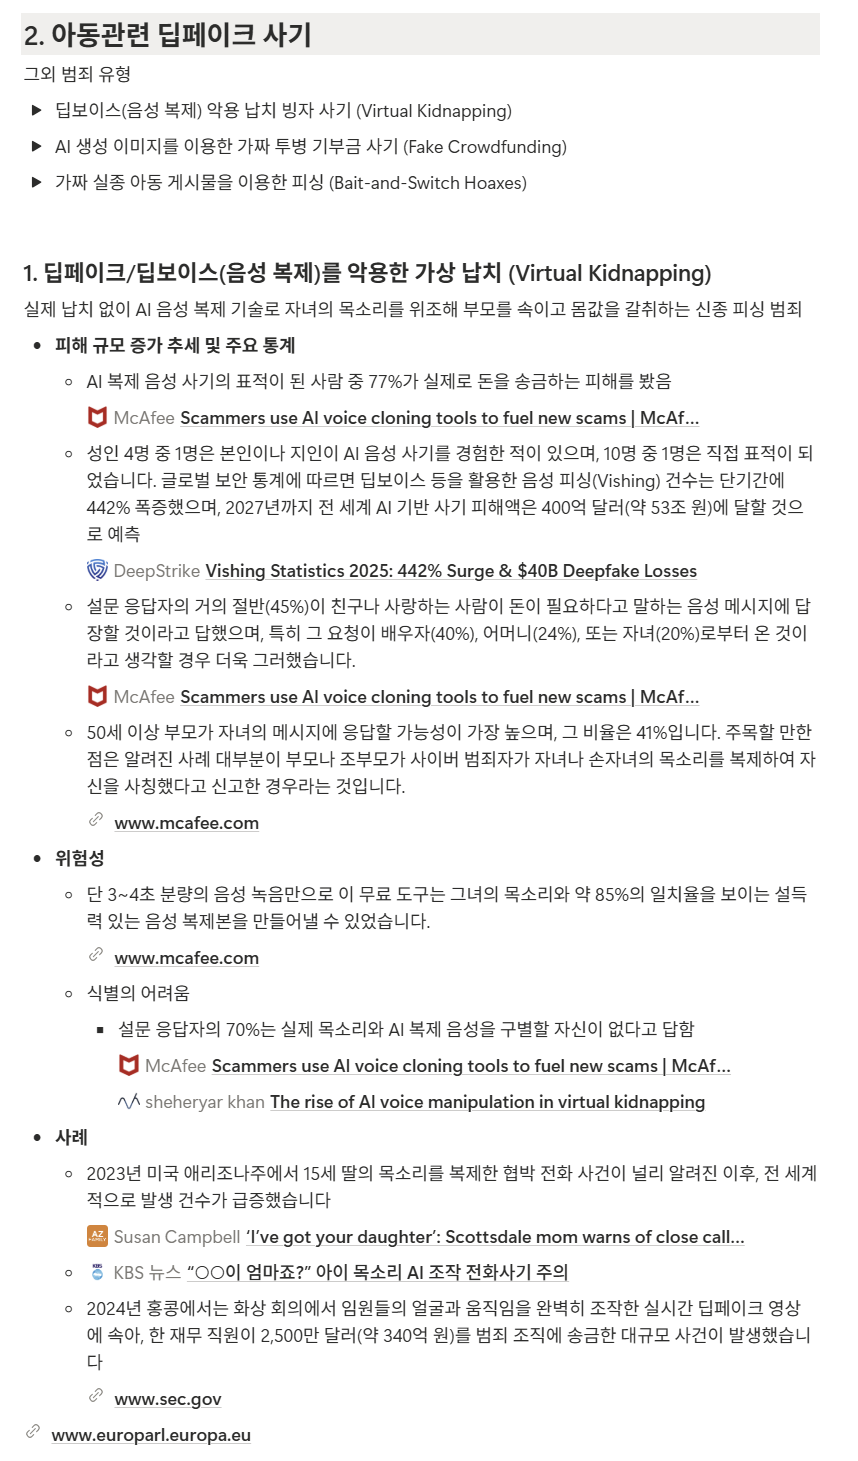 2. 아동관련 딥페이크 사기
그외 범죄 유형
딥보이스(음성 복제) 악용 납치 빙자 사기 (Virtual Kidnapping)
AI 생성 이미지를 이용한 가짜 투병 기부금 사기 (Fake Crowdfunding)
가짜 실종 아동 게시물을 이용한 피싱 (Bait-and-Switch Hoaxes)
1. 딥페이크/딥보이스(음성 복제)를 악용한 가상 납치 (Virtual Kidnapping)
실제 납치 없이 AI 음성 복제 기술로 자녀의 목소리를 위조해 부모를 속이고 몸값을 갈취하는 신종 피싱 범죄
• 피해 규모 증가 추세 및 주요 통계
◦ AI 복제 음성 사기의 표적이 된 사람 중 77%가 실제로 돈을 송금하는 피해를 봤음
McAfee Scammers use AI voice cloning tools to fuel new scams | McAf...
◦ 성인 4명 중 1명은 본인이나 지인이 AI 음성 사기를 경험한 적이 있으며, 10명 중 1명은 직접 표적이 되
었습니다. 글로벌 보안 통계에 따르면 딥보이스 등을 활용한 음성 피싱(Vishing) 건수는 단기간에
442% 폭증했으며, 2027년까지 전 세계 AI 기반 사기 피해액은 400억 달러(약 53조 원)에 달할 것으
로 예측
DeepStrike Vishing Statistics 2025: 442% Surge & $40B Deepfake Losses
◦ 설문 응답자의 거의 절반(45%)이 친구나 사랑하는 사람이 돈이 필요하다고 말하는 음성 메시지에 답
장할 것이라고 답했으며, 특히 그 요청이 배우자(40%), 어머니(24%), 또는 자녀(20%)로부터 온 것이
라고 생각할 경우 더욱 그러했습니다.
McAfee Scammers use AI voice cloning tools to fuel new scams | McAf...
◦ 50세 이상 부모가 자녀의 메시지에 응답할 가능성이 가장 높으며, 그 비율은 41%입니다. 주목할 만한
점은 알려진 사례 대부분이 부모나 조부모가 사이버 범죄자가 자녀나 손자녀의 목소리를 복제하여 자
신을 사칭했다고 신고한 경우라는 것입니다.
www.mcafee.com
• 위험성
◦ 단 3~4초 분량의 음성 녹음만으로 이 무료 도구는 그녀의 목소리와 약 85%의 일치율을 보이는 설득
력 있는 음성 복제본을 만들어낼 수 있었습니다.
www.mcafee.com
◦ 식별의 어려움
▪ 설문 응답자의 70%는 실제 목소리와 AI 복제 음성을 구별할 자신이 없다고 답함
McAfee Scammers use AI voice cloning tools to fuel new scams | McAf...
sheheryar khan The rise of AI voice manipulation in virtual kidnapping
• 사례
◦ 2023년 미국 애리조나주에서 15세 딸의 목소리를 복제한 협박 전화 사건이 널리 알려진 이후, 전 세계
적으로 발생 건수가 급증했습니다
Susan Campbell ‘I’ve got your daughter’: Scottsdale mom warns of close call...
◦ KBS 뉴스 “○○이 엄마죠?” 아이 목소리 AI 조작 전화사기 주의
◦ 2024년 홍콩에서는 화상 회의에서 임원들의 얼굴과 움직임을 완벽히 조작한 실시간 딥페이크 영상
에 속아, 한 재무 직원이 2,500만 달러(약 340억 원)를 범죄 조직에 송금한 대규모 사건이 발생했습니
다
www.sec.gov
www.europarl.europa.eu